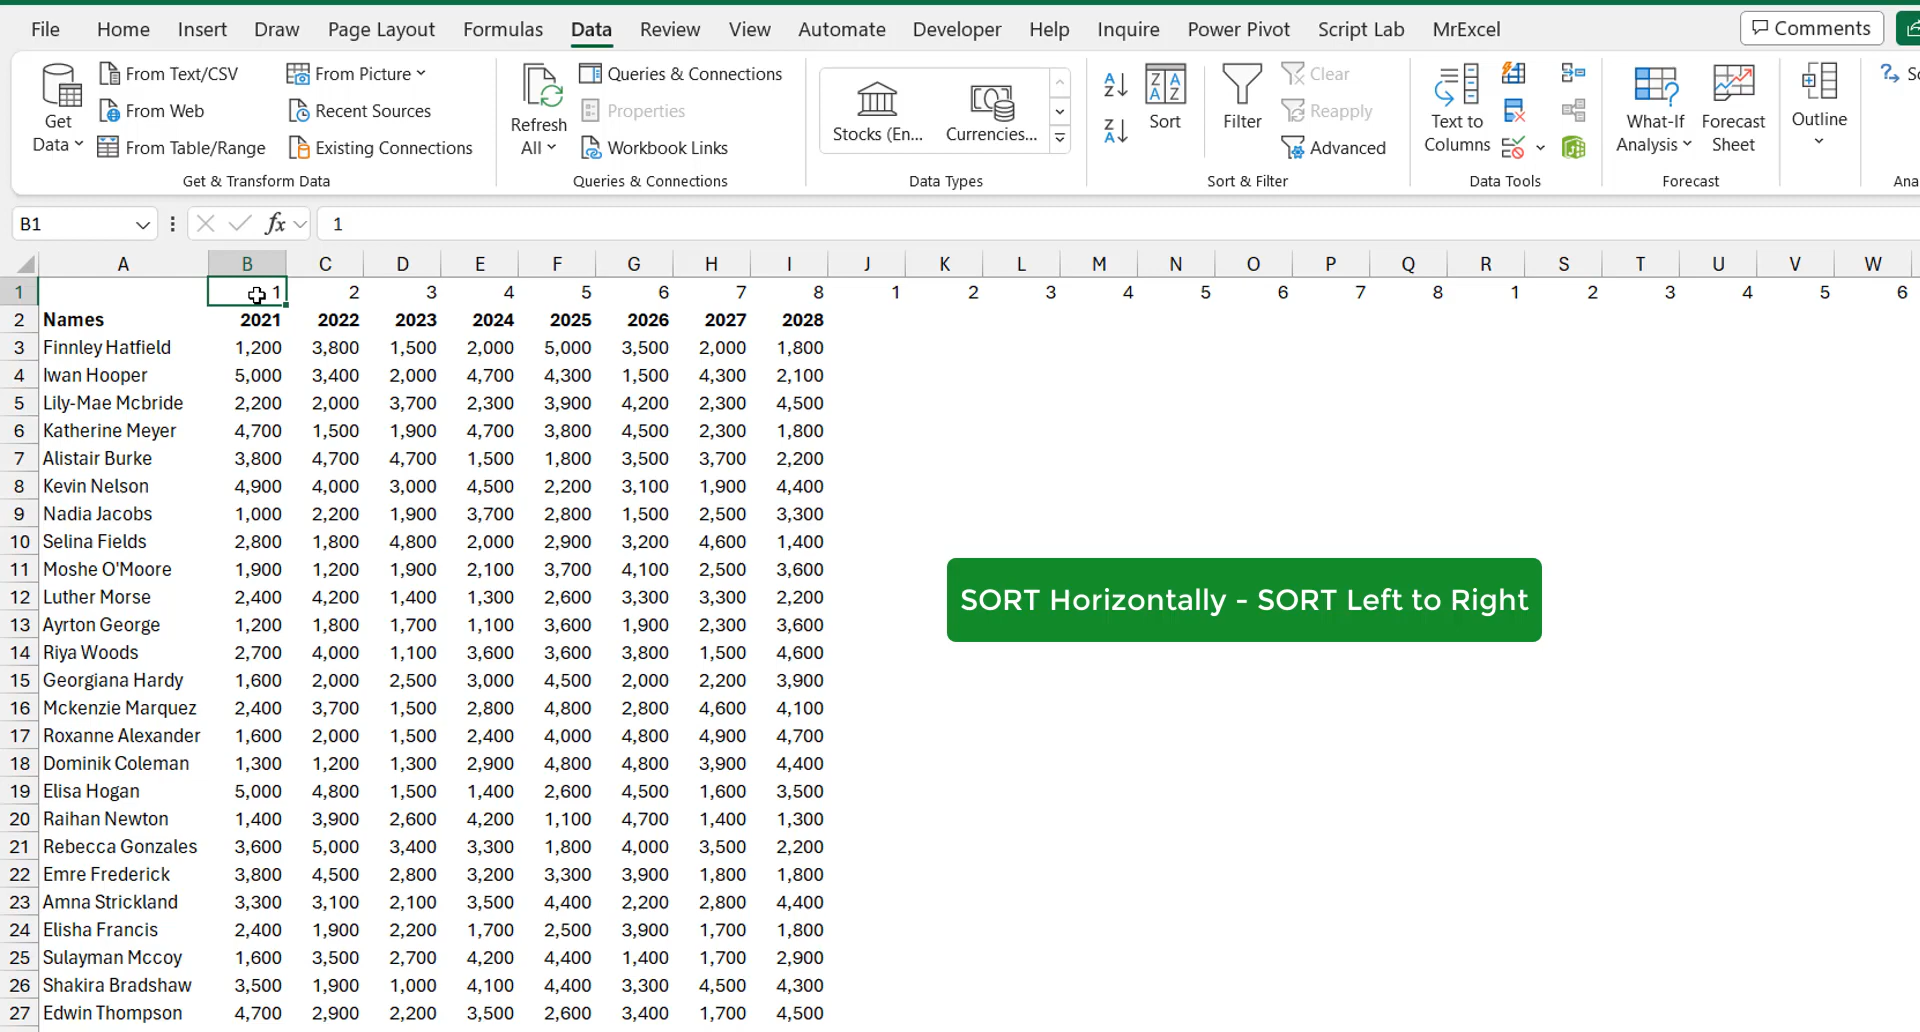 File Home Insert Draw Page Layout Formulas Data Review View Automate Developer Help Inquire Power Pivot Script Lab MrExcel Comments
Get Data
From Text/CSV
From Web
From Table/Range
From Picture
Recent Sources
Existing Connections
Get & Transform Data
Refresh All
Queries & Connections
Properties
Workbook Links
Queries & Connections
Stocks (En...
Currencies...
Data Types
Sort
Filter
Clear
Reapply
Advanced
Sort & Filter
Text to Columns
Data Tools
What-If Analysis
Forecast Sheet
Forecast
Outline
B1 fx 1
A B C D E F G H I J K L M N O P Q R S T U V W
1 1 2 3 4 5 6 7 8 1 2 3 4 5 6 7 8 1 2 3 4 5 6
2 Names 2021 2022 2023 2024 2025 2026 2027 2028
3 Finnley Hatfield 1,200 3,800 1,500 2,000 5,000 3,500 2,000 1,800
4 Iwan Hooper 5,000 3,400 2,000 4,700 4,300 1,500 4,300 2,100
5 Lily-Mae Mcbride 2,200 2,000 3,700 2,300 3,900 4,200 2,300 4,500
6 Katherine Meyer 4,700 1,500 1,900 4,700 3,800 4,500 2,300 1,800
7 Alistair Burke 3,800 4,700 4,700 1,500 1,800 3,500 3,700 2,200
8 Kevin Nelson 4,900 4,000 3,000 4,500 2,200 3,100 1,900 4,400
9 Nadia Jacobs 1,000 2,200 1,900 3,700 2,800 1,500 2,500 3,300
10 Selina Fields 2,800 1,800 4,800 2,000 2,900 3,200 4,600 1,400
11 Moshe O'Moore 1,900 1,200 1,900 2,100 3,700 4,100 2,500 3,600
12 Luther Morse 2,400 4,200 1,400 1,300 2,600 3,300 3,300 2,200
13 Ayrton George 1,200 1,800 1,700 1,100 3,600 1,900 2,300 3,600
14 Riya Woods 2,700 4,000 1,100 3,600 3,600 3,800 1,500 4,600
15 Georgiana Hardy 1,600 2,000 2,500 3,000 4,500 2,000 2,200 3,900
16 Mckenzie Marquez 2,400 3,700 1,500 2,800 4,800 2,800 4,600 4,100
17 Roxanne Alexander 1,600 2,000 1,500 2,400 4,000 4,800 4,900 4,700
18 Dominik Coleman 1,300 1,200 1,300 2,900 4,800 4,800 3,900 4,400
19 Elisa Hogan 5,000 4,800 1,500 1,400 2,600 4,500 1,600 3,500
20 Raihan Newton 1,400 3,900 2,600 4,200 1,100 4,700 1,400 1,300
21 Rebecca Gonzales 3,600 5,000 3,400 3,300 1,800 4,000 3,500 2,200
22 Emre Frederick 3,800 4,500 2,800 3,200 3,300 3,900 1,800 1,800
23 Amna Strickland 3,300 3,100 2,100 3,500 4,400 2,200 2,800 4,400
24 Elisha Francis 2,400 1,900 2,200 1,700 2,500 3,900 1,700 1,800
25 Sulayman Mccoy 1,600 3,500 2,700 4,200 4,400 1,400 1,700 2,900
26 Shakira Bradshaw 3,500 1,900 1,000 4,100 4,400 3,300 4,500 4,300
27 Edwin Thompson 4,700 2,900 2,200 3,500 2,600 3,400 1,700 4,500
SORT Horizontally - SORT Left to Right